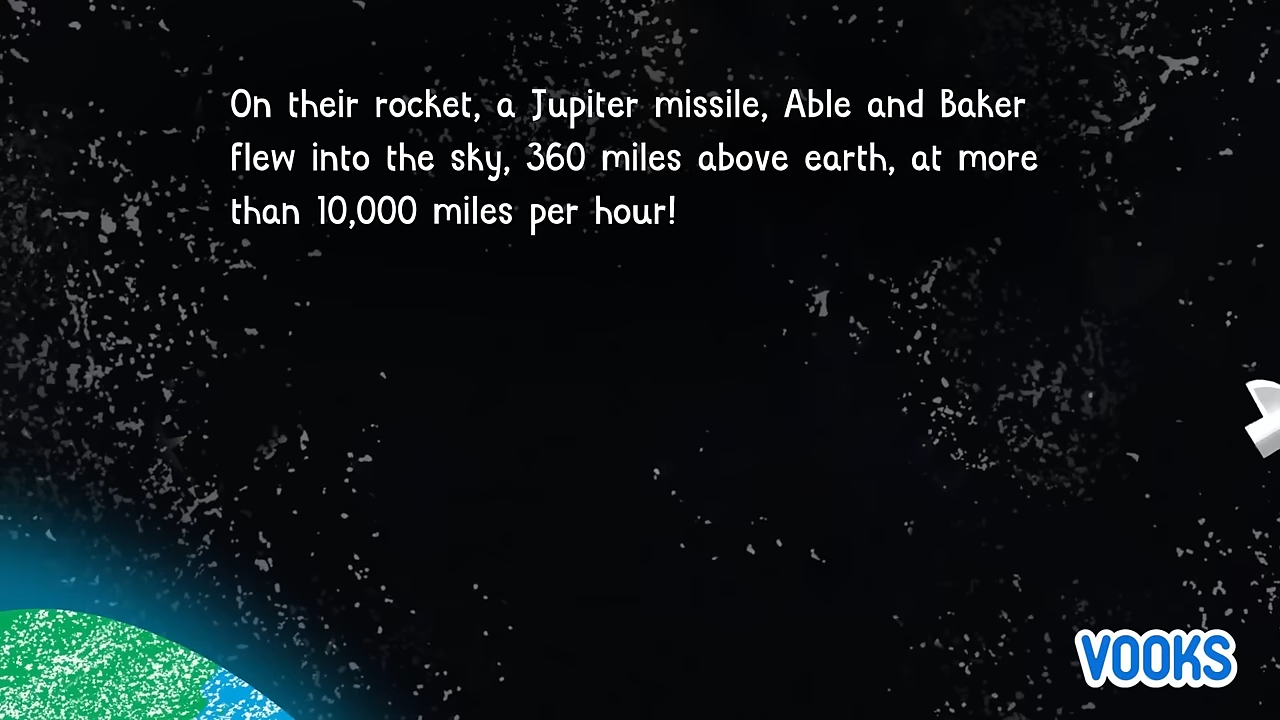 On their rocket, a Jupiter missile, Able and Baker
flew into the sky, 360 miles above earth, at more
than 10,000 miles per hour!
VOOKS